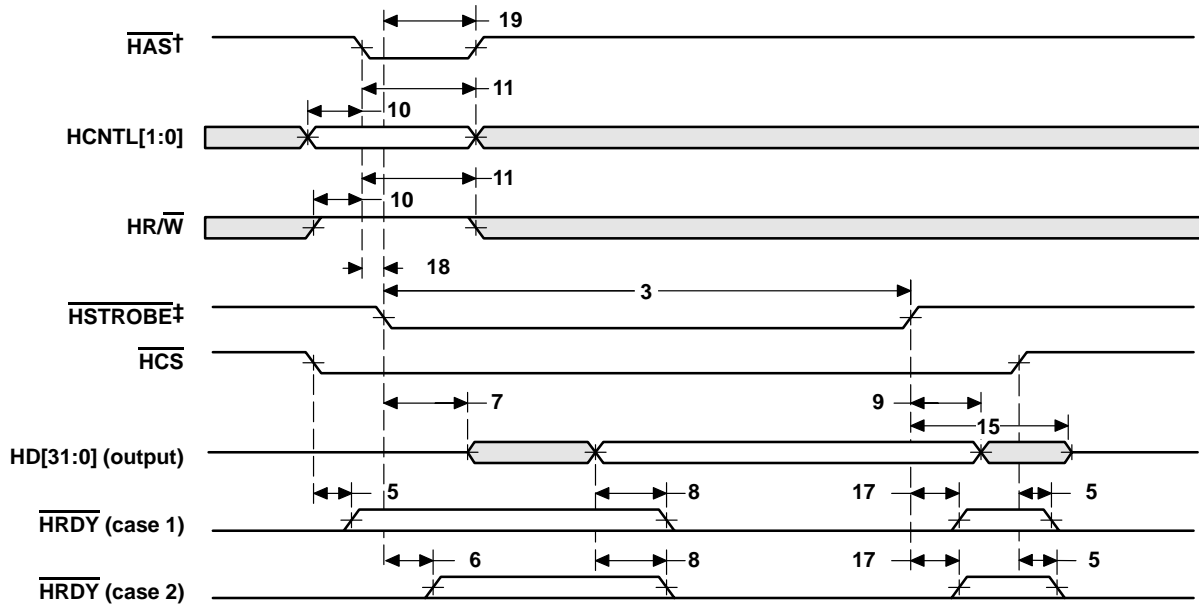 19
HAS†
11
10
HCNTL[1:0]
11
10
HR/W
18
3
HSTROBE‡
HCS
7
9
15
HD[31:0] (output)
5
8
17
5
HRDY (case 1)
6
8
17
5
HRDY (case 2)